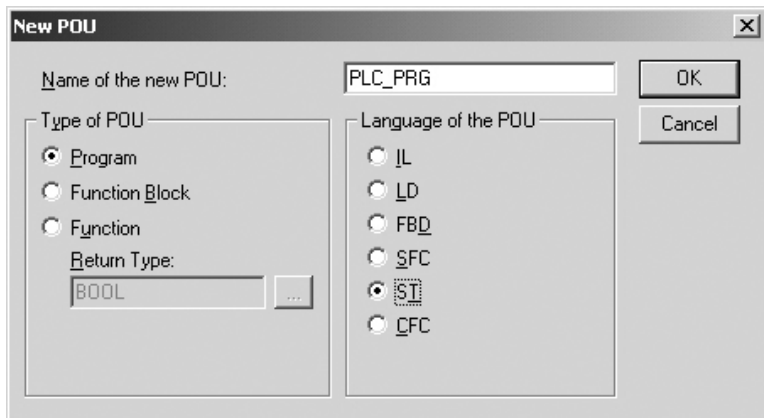 New POU
Name of the new POU:
PLC_PRG
OK
Cancel
Type of POU
Program
Function Block
Function
Return Type:
BOOL
...
Language of the POU
IL
LD
FBD
SFC
ST
CFC